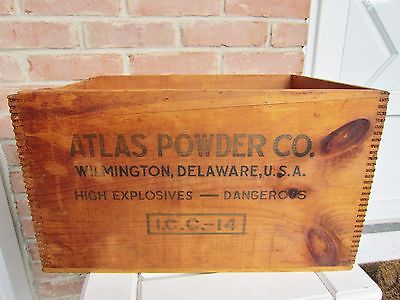 ATLAS POWDER CO.
WILMINGTON, DELAWARE, U.S.A.
HIGH EXPLOSIVES — DANGEROUS
I.C.C.-14